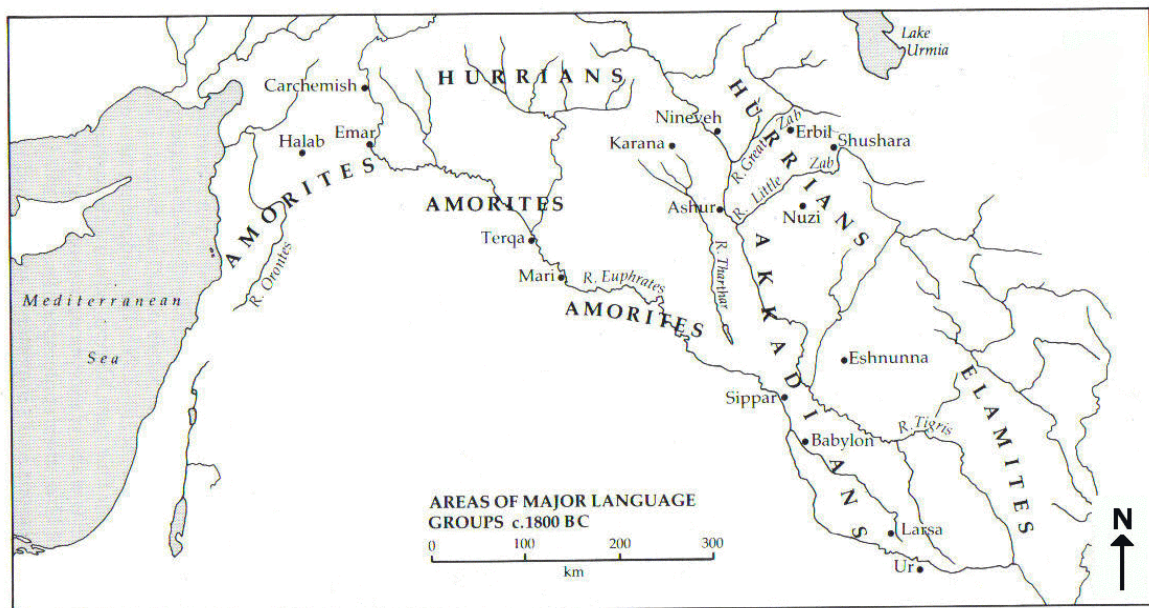 Lake
Urmia
HURRIANS
Carchemish
HURRIANS
Nineveh
R. Great Zab
Erbil
Halab
Emar
Karana
Shushara
AMORITES
AMORITES
Ashur
R. Little Zab
Nuzi
Terqa
AKKADIANS
R. Tharthar
R. Orontes
Mari
R. Euphrates
Mediterranean
Sea
AMORITES
Eshnunna
ELAMITES
Sippar
R. Tigris
Babylon
AREAS OF MAJOR LANGUAGE
GROUPS c.1800 BC
0 100 200 300
km
Larsa
Ur
N